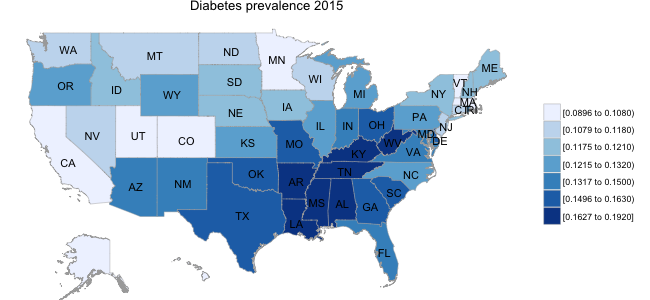 Diabetes prevalence 2015
WA
MT
ND
MN
ME
OR
ID
WY
SD
WI
MI
VT
NH
NY
MA
CT
RI
IA
NE
PA
NJ
NV
UT
CO
KS
MO
IL
IN
OH
WV
MD
DE
VA
CA
KY
AZ
NM
OK
AR
TN
NC
SC
TX
LA
MS
AL
GA
FL
[0.0896 to 0.1080)
[0.1079 to 0.1180)
[0.1175 to 0.1210)
[0.1215 to 0.1320)
[0.1317 to 0.1500)
[0.1496 to 0.1630)
[0.1627 to 0.1920]